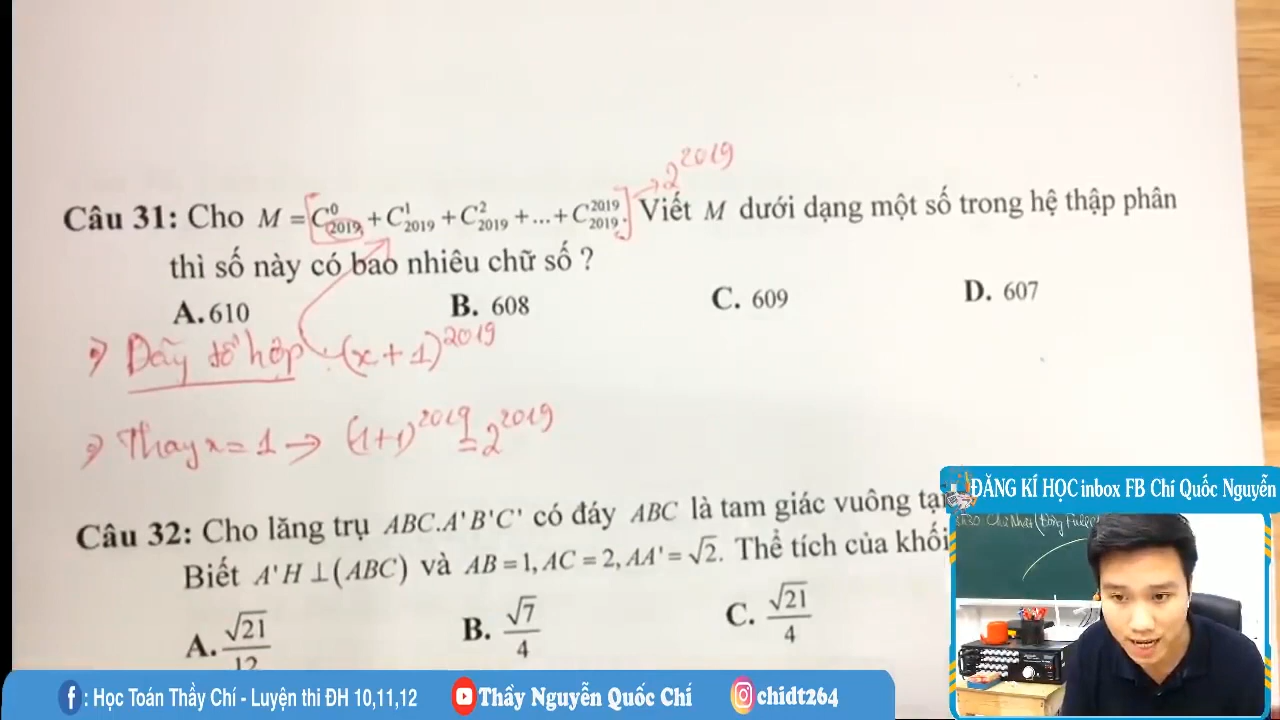 2^2019
Câu 31: Cho M = [C⁰₂₀₁₉ + C¹₂₀₁₉ + C²₂₀₁₉ + ... + C²⁰¹⁹₂₀₁₉.] Viết M dưới dạng một số trong hệ thập phân
thì số này có bao nhiêu chữ số ?
A. 610 B. 608 C. 609 D. 607
Dãy tổ hợp (x+1)^2019
Thay x = 1 → (1+1)^2019 = 2^2019
Câu 32: Cho lăng trụ ABC.A'B'C' có đáy ABC là tam giác vuông tại
Biết A'H ⊥ (ABC) và AB = 1, AC = 2, AA' = √2. Thể tích của khối
A. √21/12 B. √7/4 C. √21/4
ĐĂNG KÍ HỌC inbox FB Chí Quốc Nguyễn
: Học Toán Thầy Chí - Luyện thi ĐH 10,11,12 Thầy Nguyễn Quốc Chí chidt264